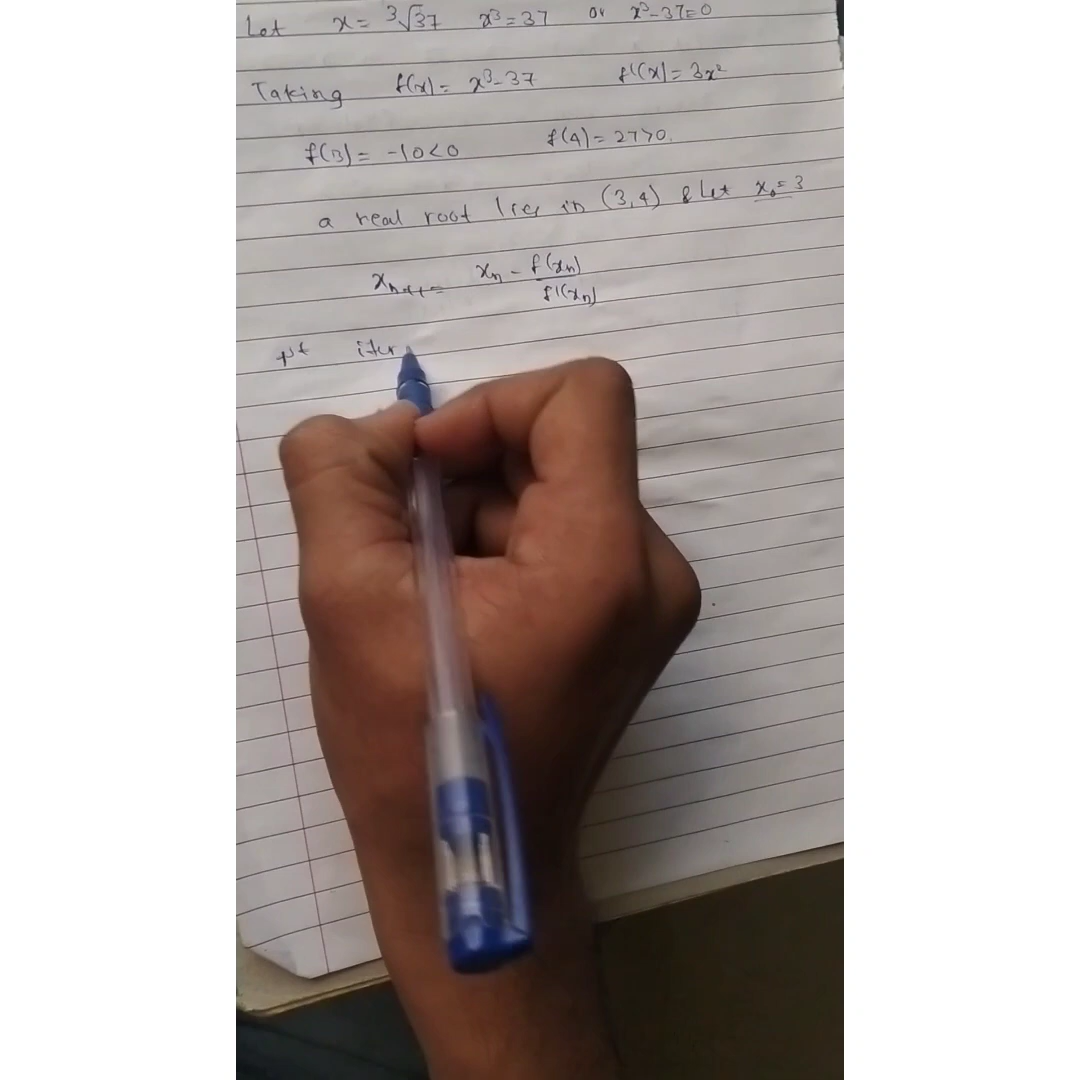 Let x = ³√37 x³ = 37 or x³-37=0
Taking f(x) = x³-37 f'(x) = 3x²
f(3) = -10<0 f(4) = 27>0.
a real root lies in (3,4) & Let x₀ = 3
xₙ₊₁ = xₙ - f(xₙ)/f'(xₙ)
1st iter